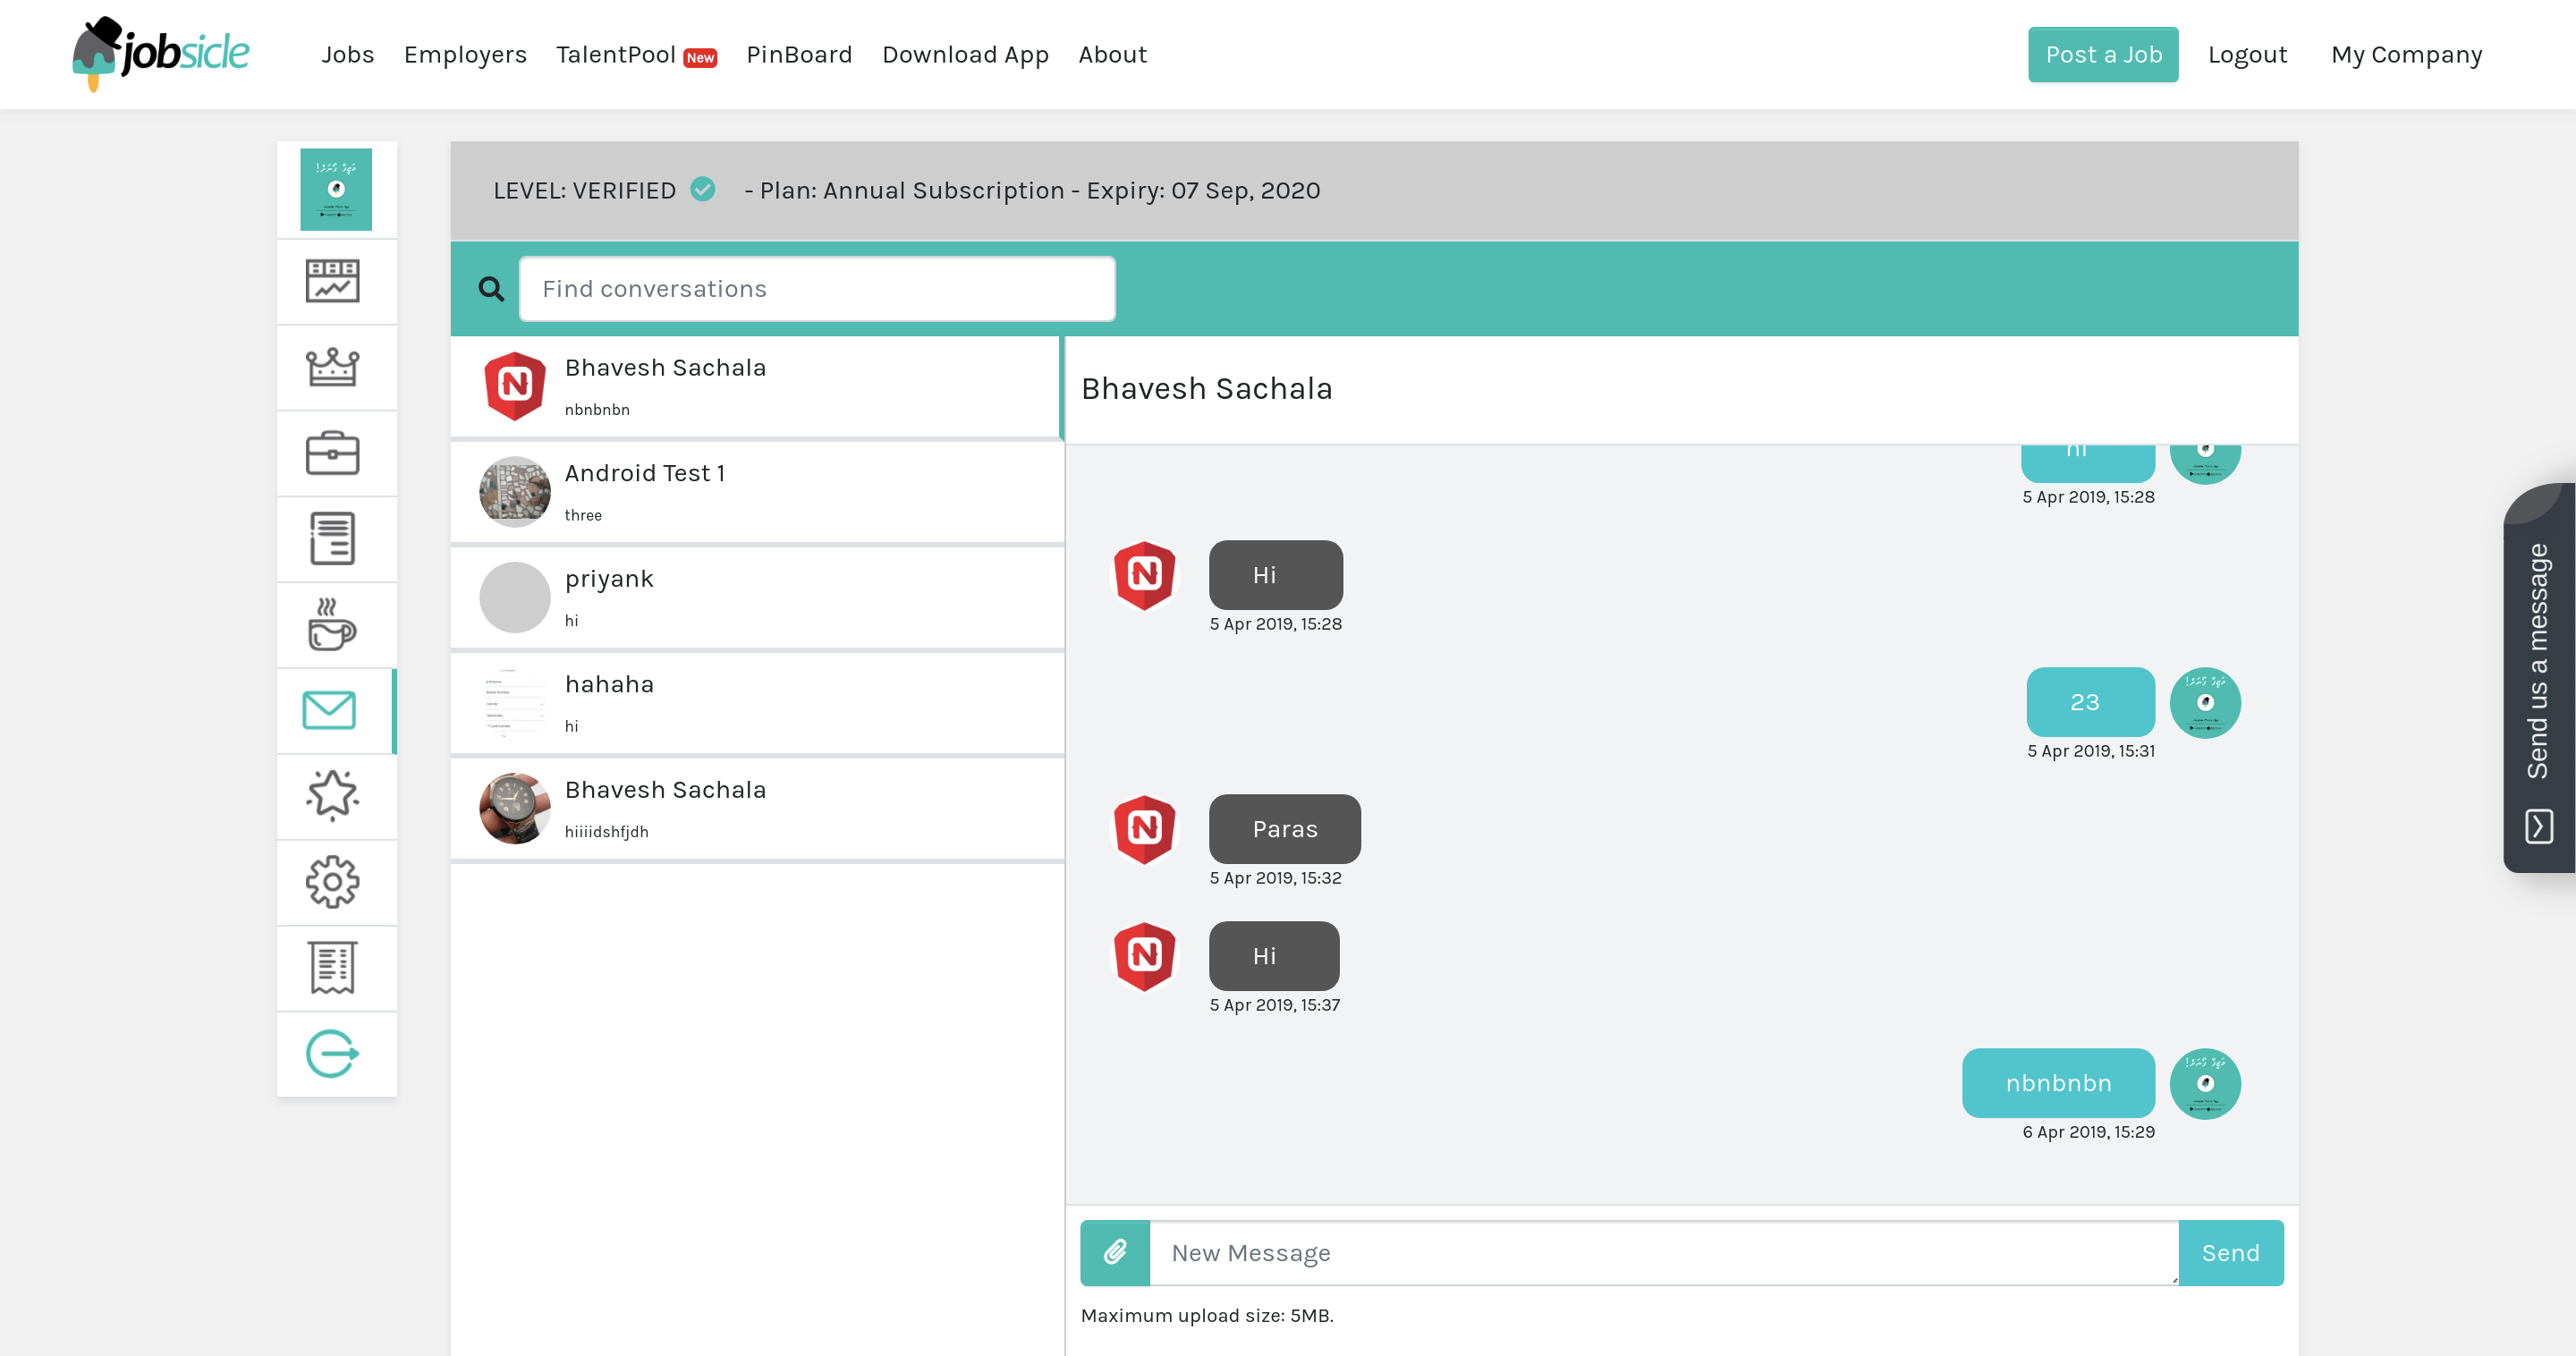 jobsicle
Jobs Employers TalentPool New PinBoard Download App About Post a Job Logout My Company
LEVEL: VERIFIED - Plan: Annual Subscription - Expiry: 07 Sep, 2020
Find conversations
Bhavesh Sachala
nbnbnbn
Android Test 1
three
priyank
hi
hahaha
hi
Bhavesh Sachala
hiiiidshfjdh
Bhavesh Sachala
hi
5 Apr 2019, 15:28
Hi
5 Apr 2019, 15:28
23
5 Apr 2019, 15:31
Paras
5 Apr 2019, 15:32
Hi
5 Apr 2019, 15:37
nbnbnbn
6 Apr 2019, 15:29
New Message
Send
Maximum upload size: 5MB.
Send us a message